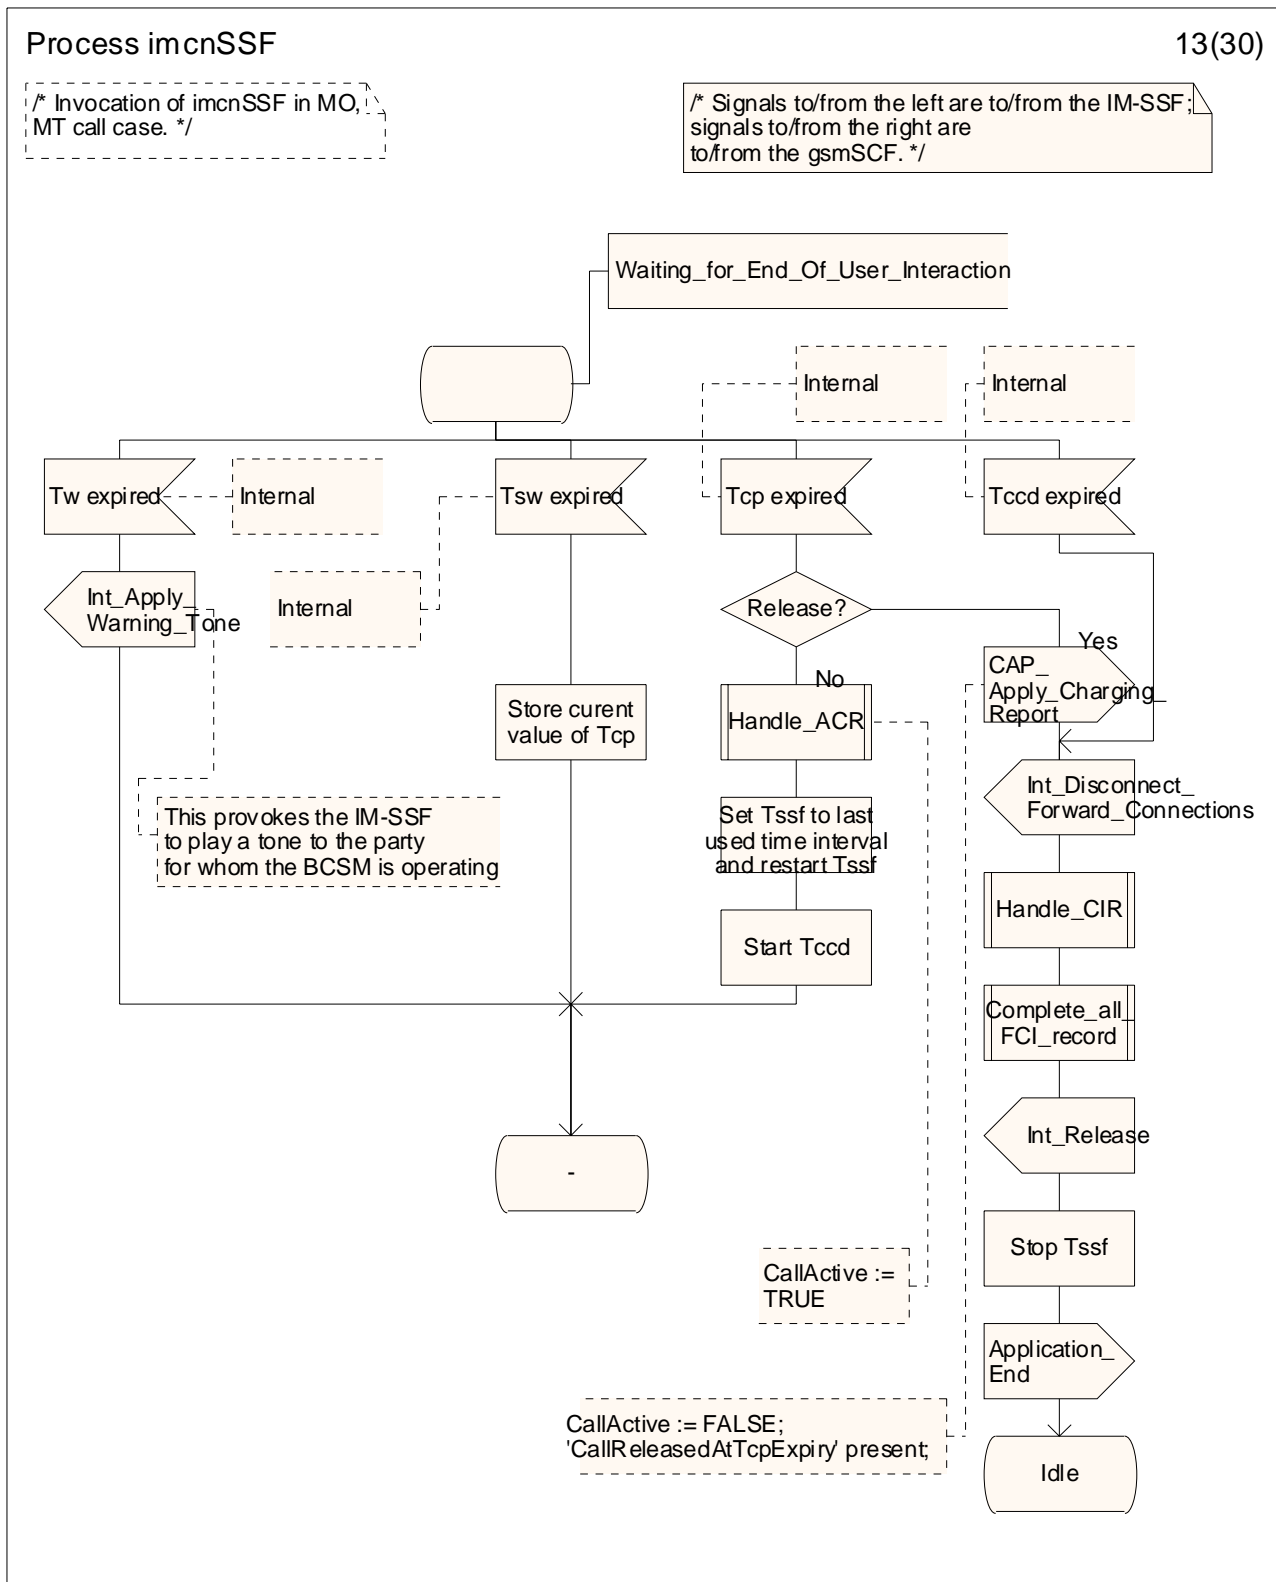 Process imcnSSF
13(30)
/* Invocation of imcnSSF in MO,
MT call case. */
/* Signals to/from the left are to/from the IM-SSF;
signals to/from the right are
to/from the gsmSCF. */
Waiting_for_End_Of_User_Interaction
Internal
Internal
Tw expired
Internal
Tsw expired
Tcp expired
Tccd expired
Int_Apply_
Warning_Tone
Internal
Release?
Yes
No
CAP_
Apply_Charging_
Report
Store curent
value of Tcp
Handle_ACR
Int_Disconnect_
Forward_Connections
This provokes the IM-SSF
to play a tone to the party
for whom the BCSM is operating
Set Tssf to last
used time interval
and restart Tssf
Handle_CIR
Start Tccd
Complete_all_
FCI_record
Int_Release
-
Stop Tssf
CallActive :=
TRUE
Application_
End
CallActive := FALSE;
'CallReleasedAtTcpExpiry' present;
Idle